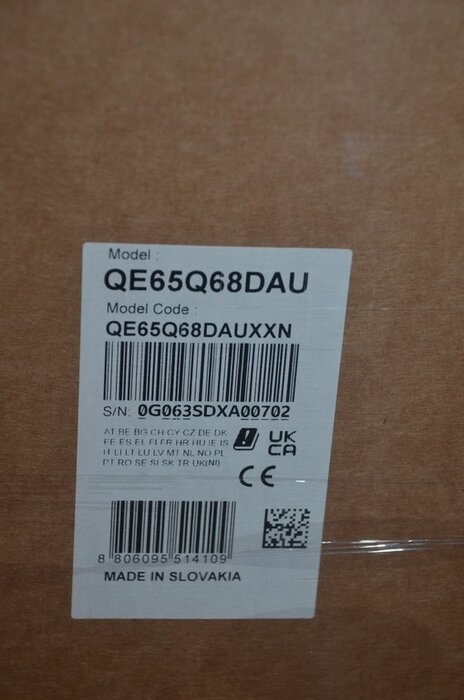 Model :
QE65Q68DAU
Model Code :
QE65Q68DAUXXN
S/N: 0G063SDXA00702
AT BE BG CH CY CZ DE DK
EE ES EL FI FR HR HU IE IS
IT LI LT LU LV MT NL NO PL
PT RO SE SI SK TR UK(NI)
UK
CA
CE
8 806095 514109
MADE IN SLOVAKIA